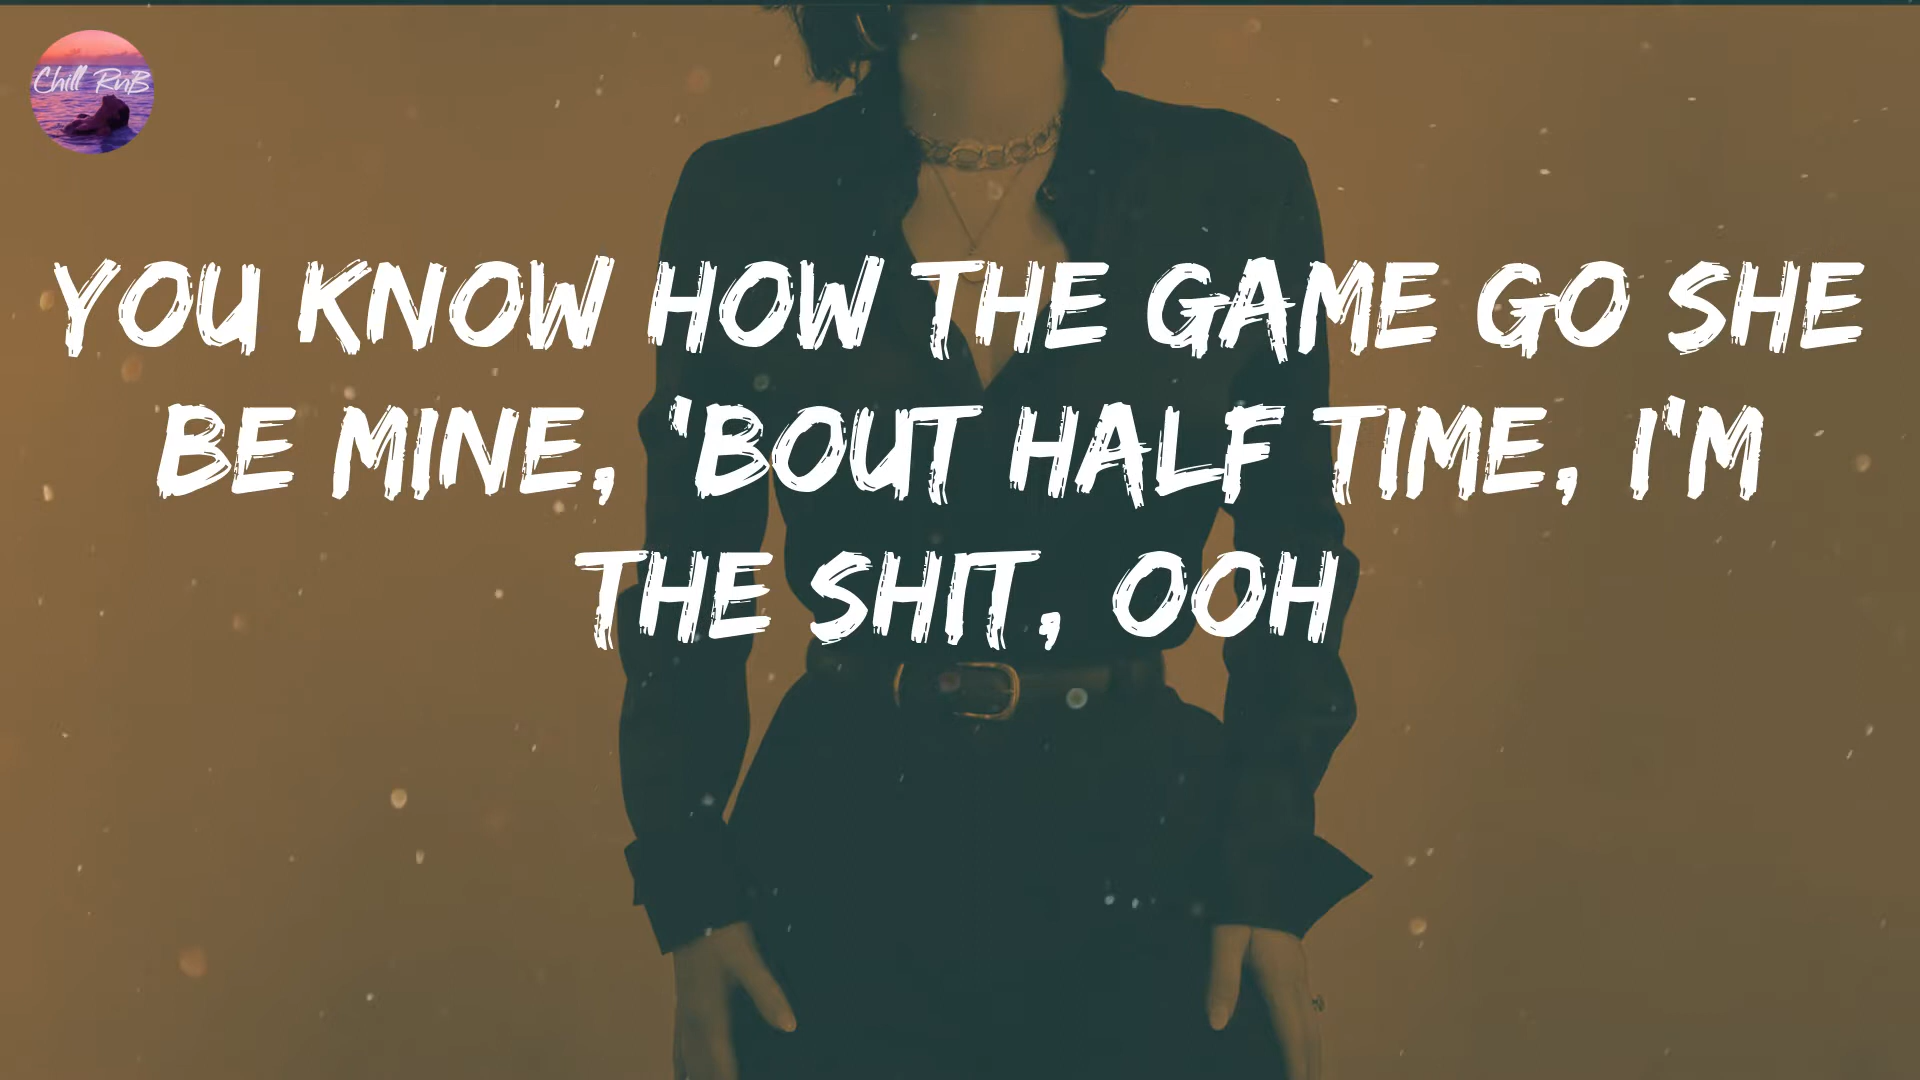 Chill RnB
YOU KNOW HOW THE GAME GO SHE
BE MINE, 'BOUT HALF TIME, I'M
THE SHIT, OOH